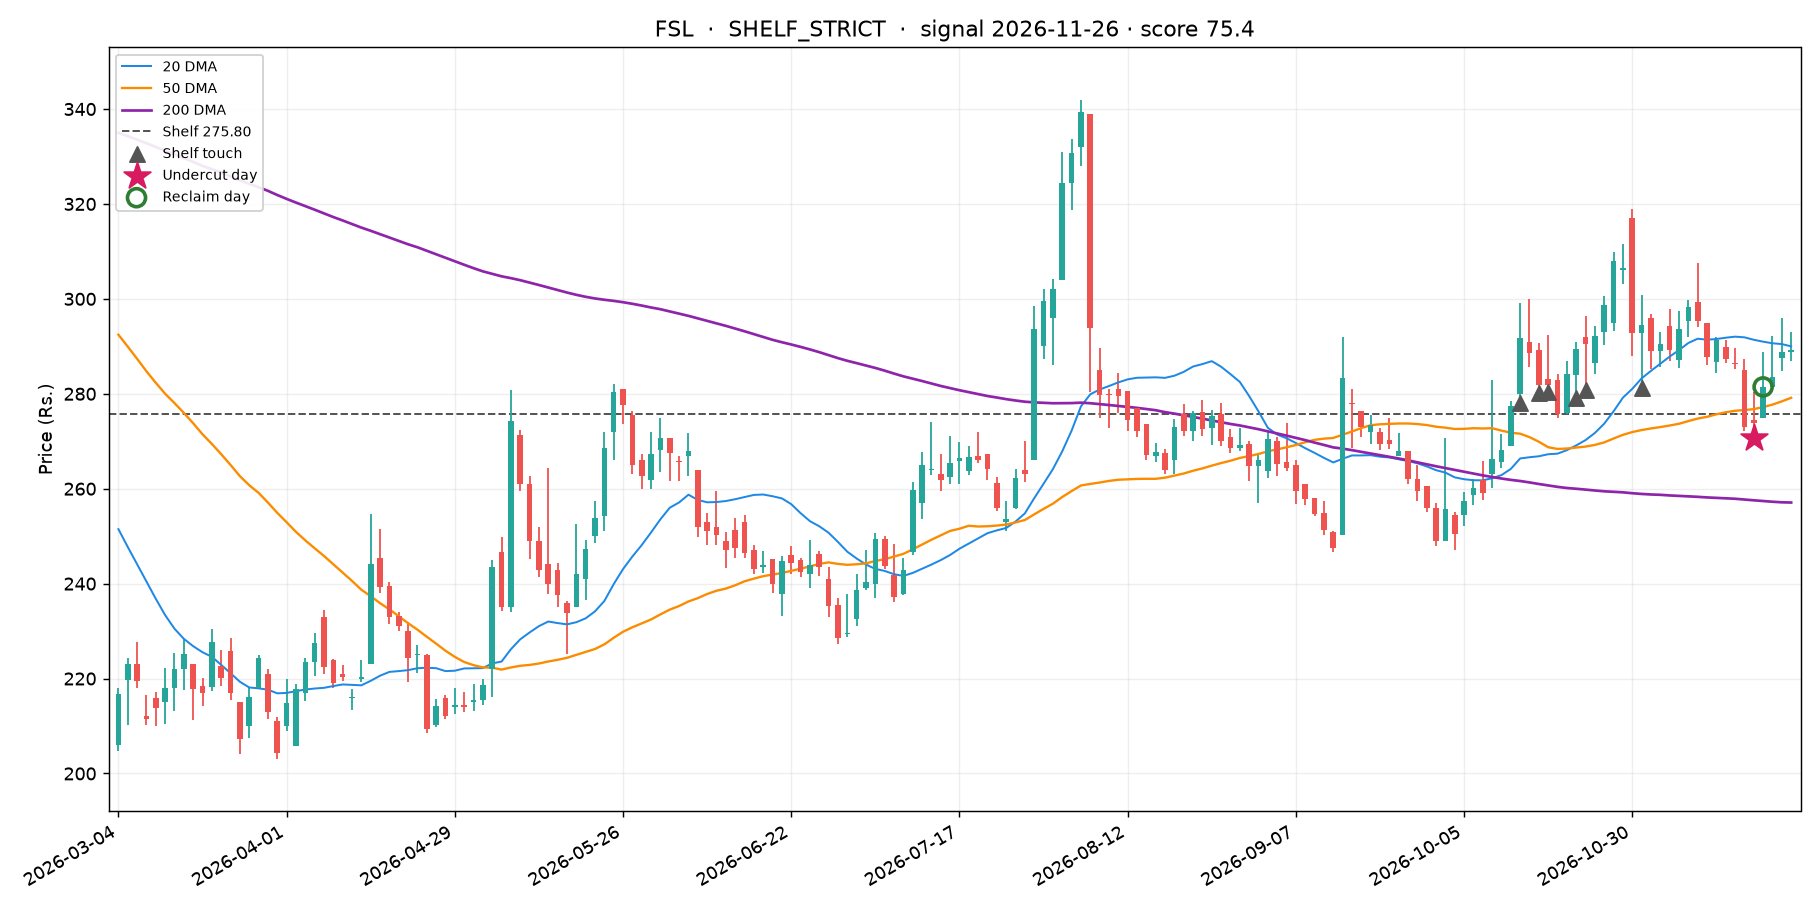 FSL · SHELF_STRICT · signal 2026-11-26 · score 75.4
20 DMA
50 DMA
200 DMA
Shelf 275.80
Shelf touch
Undercut day
Reclaim day
Price (Rs.)
340
320
300
280
260
240
220
200
2026-03-04
2026-04-01
2026-04-29
2026-05-26
2026-06-22
2026-07-17
2026-08-12
2026-09-07
2026-10-05
2026-10-30